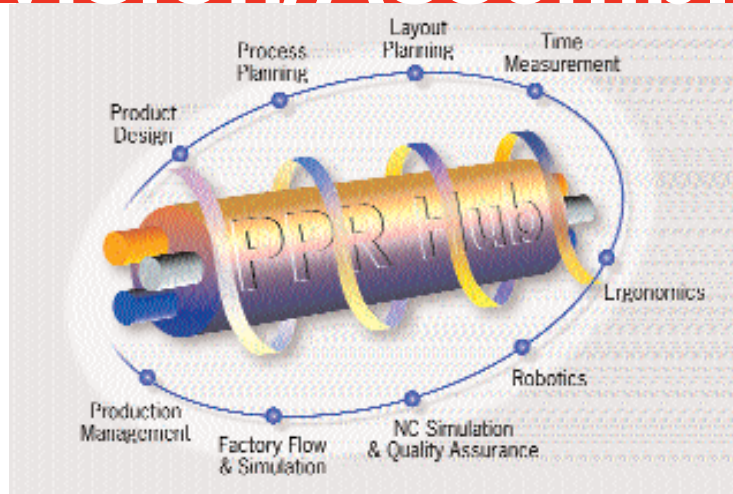 Layout
Planning
Time
Measurement
Process
Planning
Product
Design
PPR Hub
Ergonomics
Robotics
NC Simulation
& Quality Assurance
Factory Flow
& Simulation
Production
Management